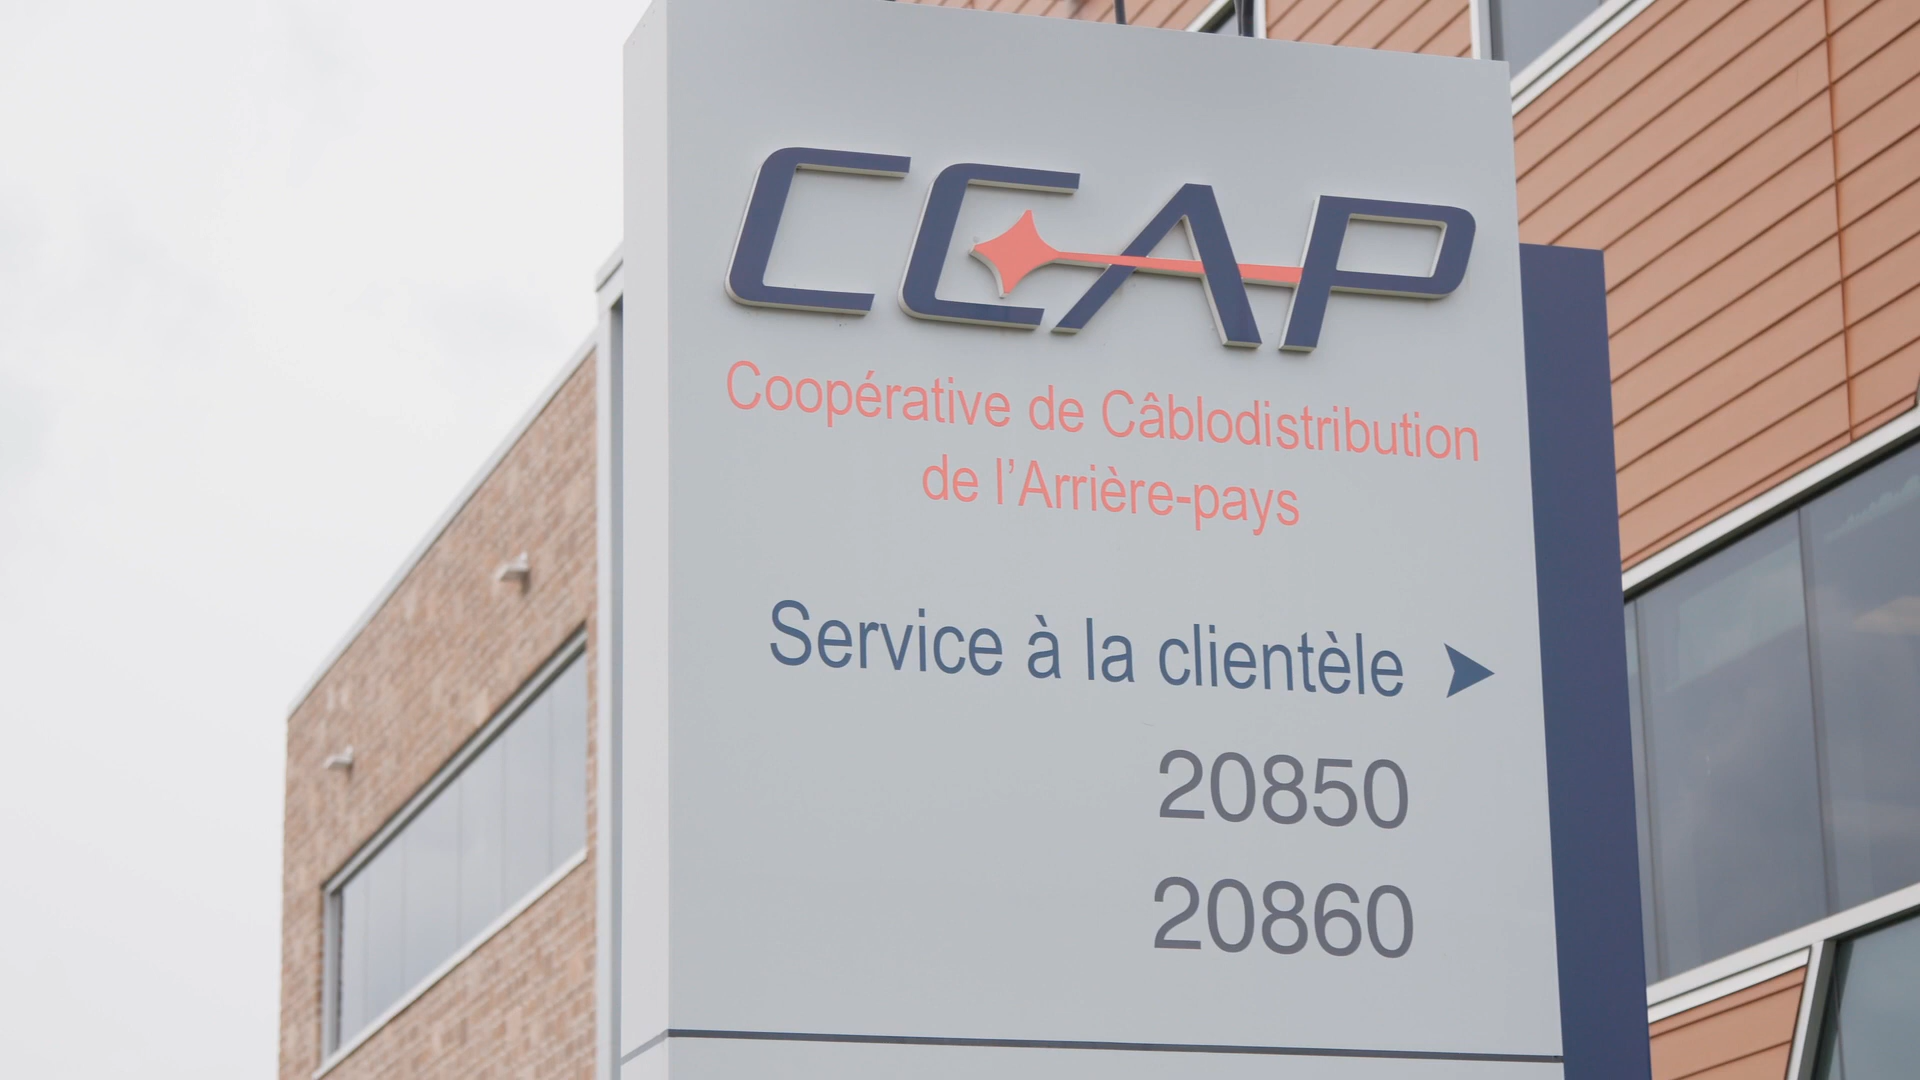 CCAP
Coopérative de Câblodistribution
de l'Arrière-pays
Service à la clientèle ➤
20850
20860